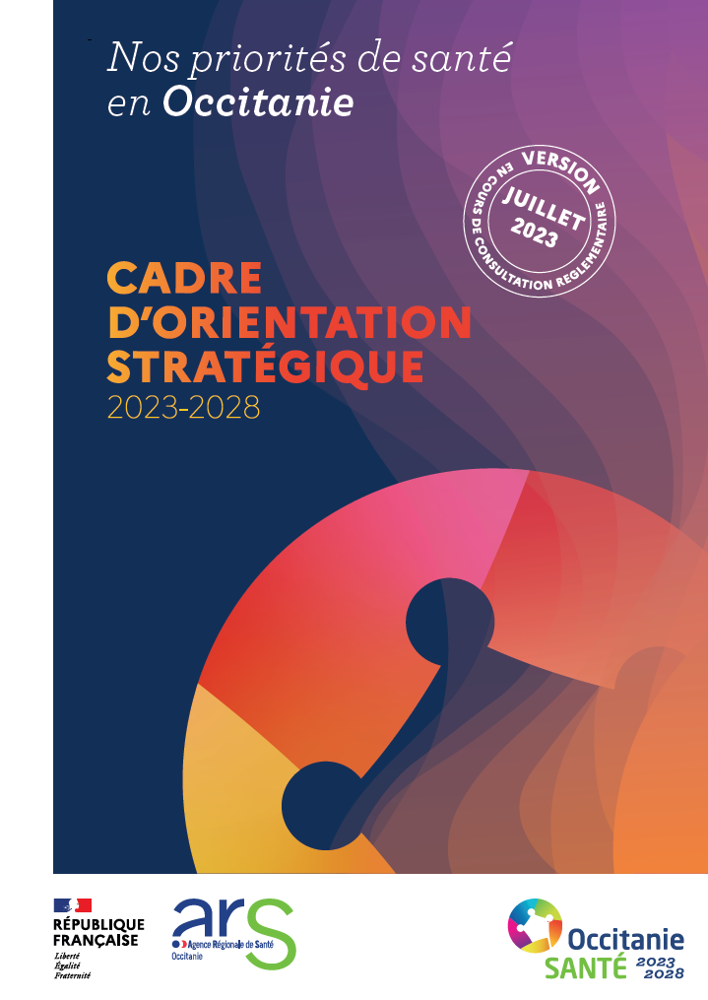 Nos priorités de santé
en Occitanie
VERSION
EN COURS DE CONSULTATION REGLEMENTAIRE
JUILLET
2023
CADRE
D’ORIENTATION
STRATÉGIQUE
2023-2028
RÉPUBLIQUE
FRANÇAISE
Liberté
Égalité
Fraternité
ars
Agence Régionale de Santé
Occitanie
Occitanie
SANTÉ 2023
2028